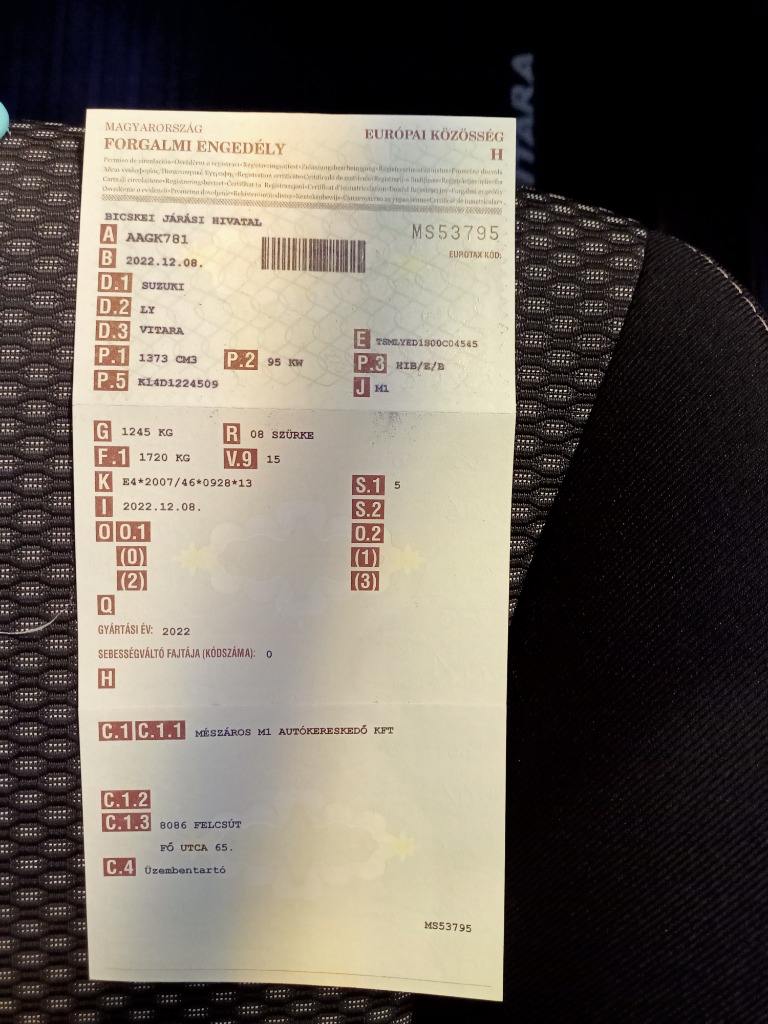 VITARA
MAGYARORSZÁG
EURÓPAI KÖZÖSSÉG
FORGALMI ENGEDÉLY
H
BICSKEI JÁRÁSI HIVATAL
A AAGK781
MS53795
B 2022.12.08.
EUROTAX KÓD:
D.1 SUZUKI
D.2 LY
D.3 VITARA
E TSMLYED1S00C04545
P.1 1373 CM3 P.2 95 KW P.3 HIB/E/E
P.5 K14D1224509
J M1
G 1245 KG R 08 SZÜRKE
F.1 1720 KG V.9 15
K E4*2007/46*0928*13 S.1 5
I 2022.12.08. S.2
O O.1 O.2
(0) (1)
(2) (3)
Q
GYÁRTÁSI ÉV: 2022
SEBESSÉGVÁLTÓ FAJTÁJA (KÓDSZÁMA): 0
H
C.1 C.1.1 MÉSZÁROS M1 AUTÓKERESKEDŐ KFT
C.1.2
C.1.3 8086 FELCSÚT
FŐ UTCA 65.
C.4 Üzembentartó
MS53795